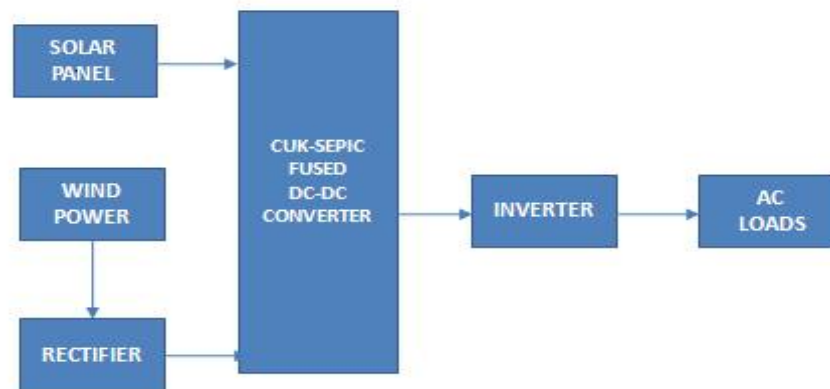 SOLAR
PANEL
WIND
POWER
RECTIFIER
CUK-SEPIC
FUSED
DC-DC
CONVERTER
INVERTER
AC
LOADS